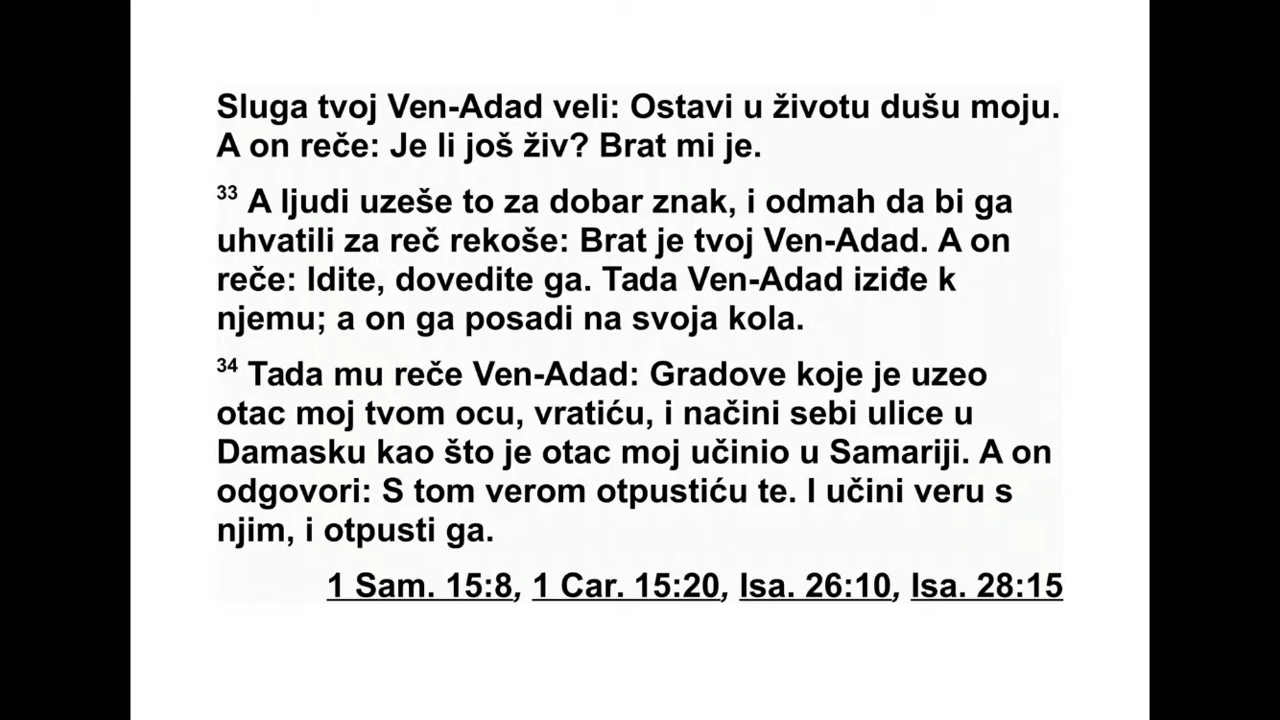 Sluga tvoj Ven-Adad veli: Ostavi u životu dušu moju.
A on reče: Je li još živ? Brat mi je.
33 A ljudi uzeše to za dobar znak, i odmah da bi ga
uhvatili za reč rekoše: Brat je tvoj Ven-Adad. A on
reče: Idite, dovedite ga. Tada Ven-Adad iziđe k
njemu; a on ga posadi na svoja kola.
34 Tada mu reče Ven-Adad: Gradove koje je uzeo
otac moj tvom ocu, vratiću, i načini sebi ulice u
Damasku kao što je otac moj učinio u Samariji. A on
odgovori: S tom verom otpustiću te. I učini veru s
njim, i otpusti ga.
1 Sam. 15:8, 1 Car. 15:20, Isa. 26:10, Isa. 28:15